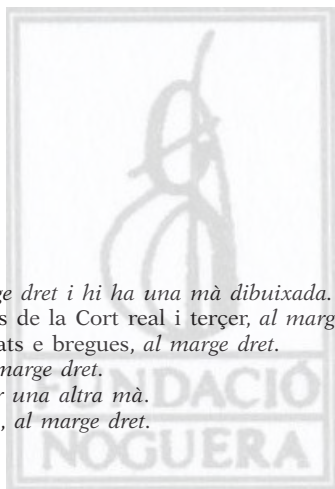 ge dret i hi ha una mà dibuixada.
s de la Cort real i terçer, al marg
ats e bregues, al marge dret.
marge dret.
r una altra mà.
, al marge dret.
FUNDACIÓ
NOGUERA